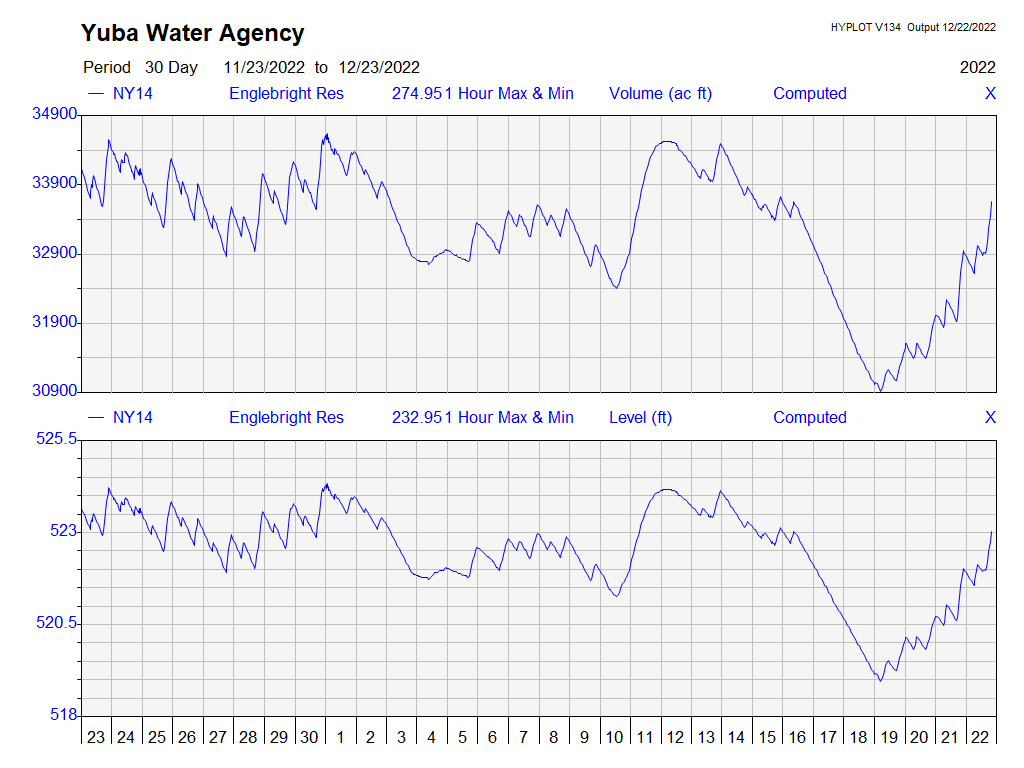 Yuba Water Agency
HYPLOT V134 Output 12/22/2022
Period 30 Day 11/23/2022 to 12/23/2022 2022
NY14 Englebright Res 274.951 Hour Max & Min Volume (ac ft) Computed X
34900
33900
32900
31900
30900
NY14 Englebright Res 232.951 Hour Max & Min Level (ft) Computed X
525.5
523
520.5
518
23 24 25 26 27 28 29 30 1 2 3 4 5 6 7 8 9 10 11 12 13 14 15 16 17 18 19 20 21 22